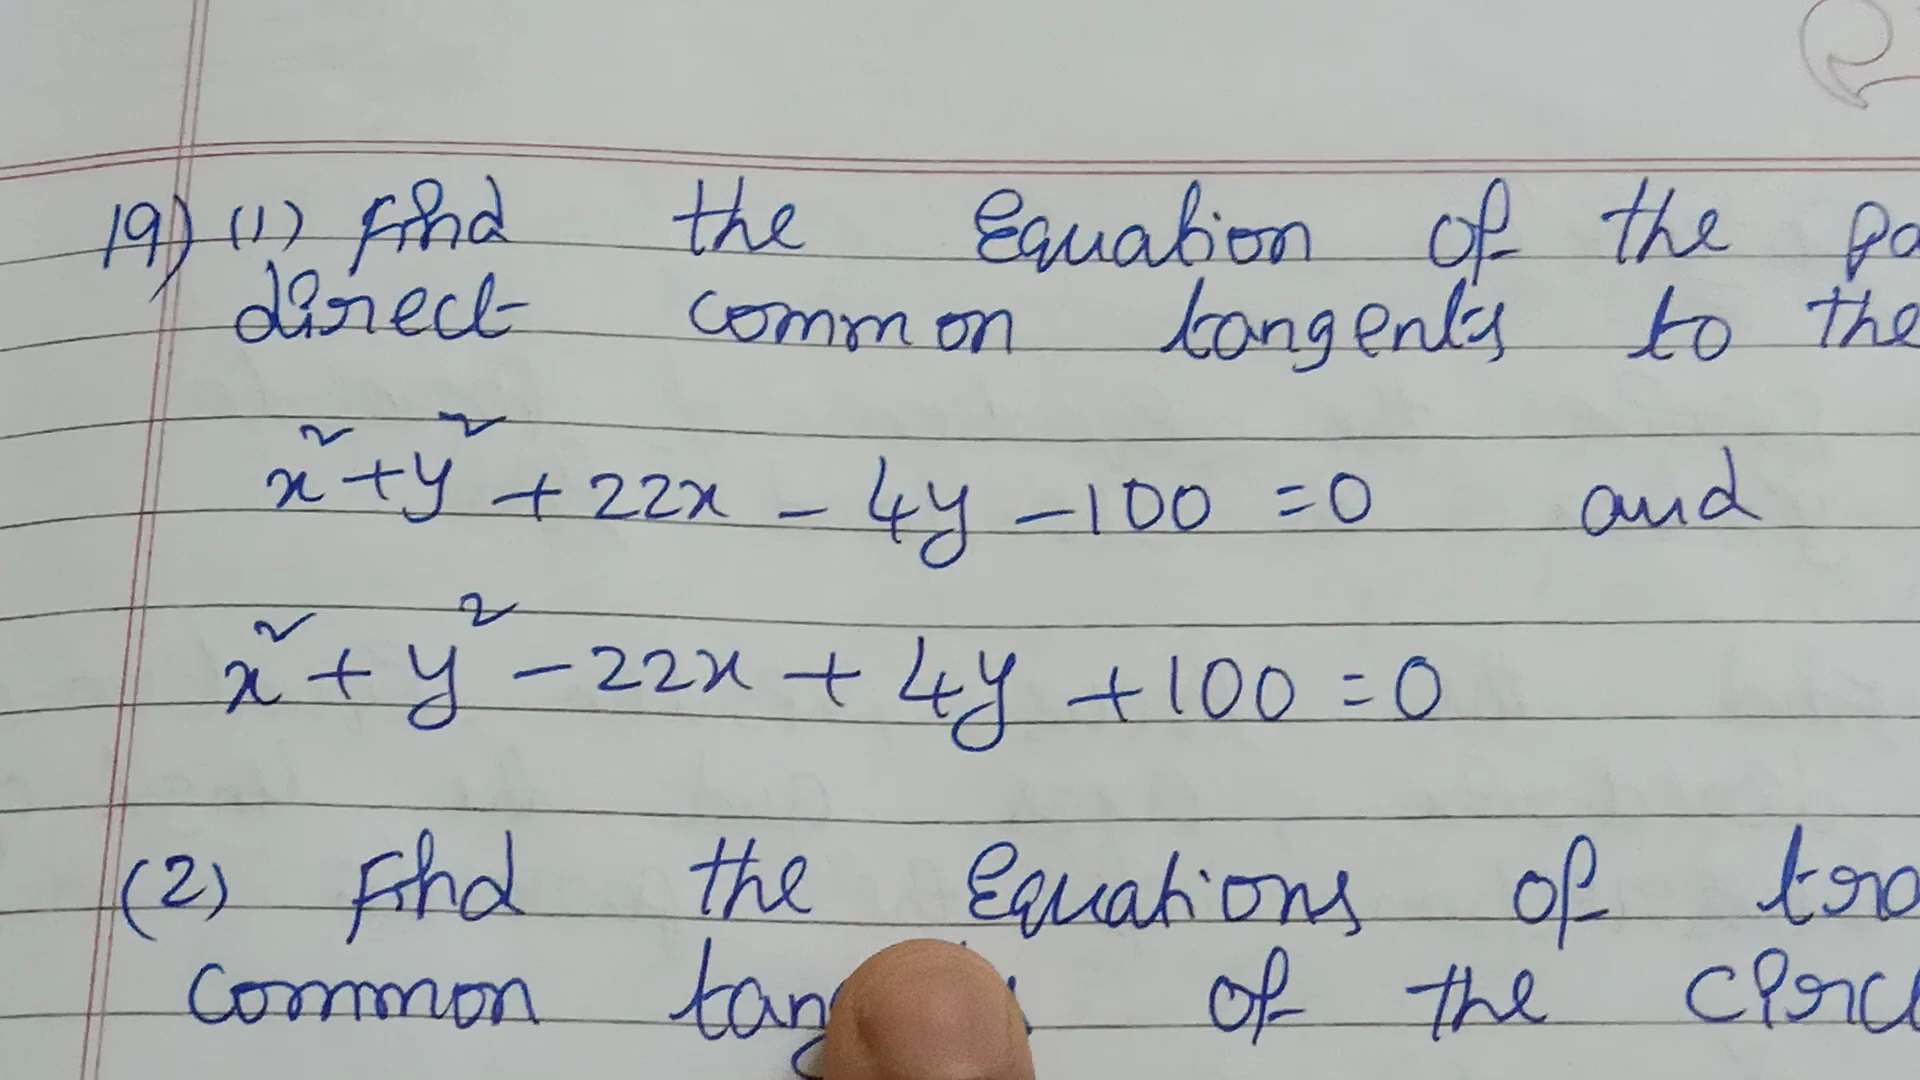 19) (1) Find the Equation of the
direct common tangents to the
x² + y² + 22x - 4y - 100 = 0 and
x² + y² - 22x + 4y + 100 = 0
(2) Find the Equations of
common of the